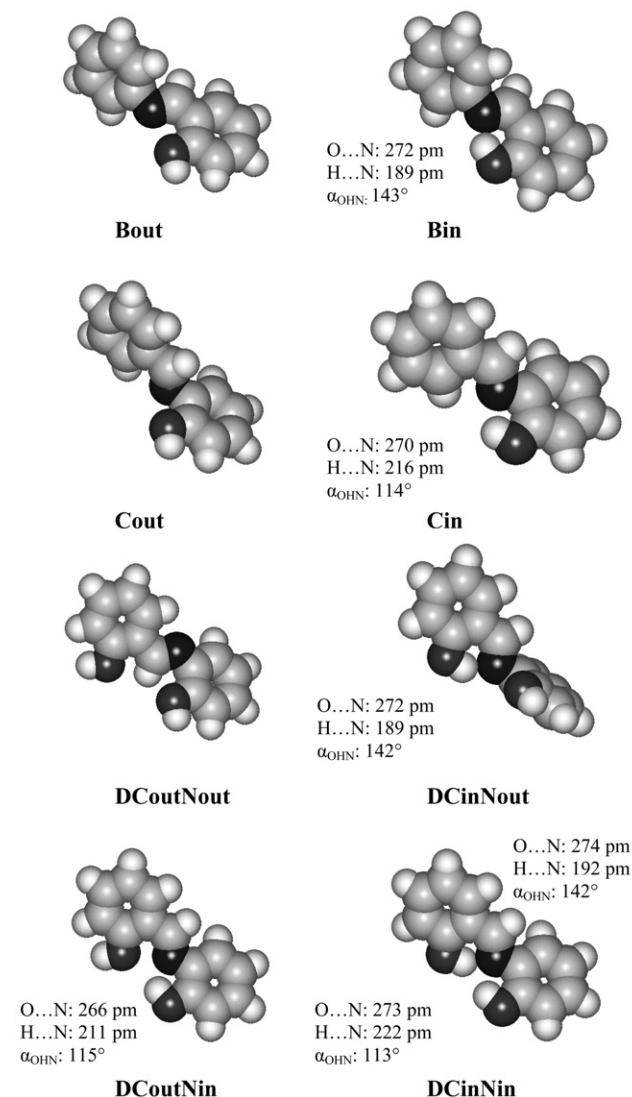 O…N: 272 pm
H…N: 189 pm
αOHN: 143°
Bout
Bin
O…N: 270 pm
H…N: 216 pm
αOHN: 114°
Cout
Cin
O…N: 272 pm
H…N: 189 pm
αOHN: 142°
DCoutNout
DCinNout
O…N: 274 pm
H…N: 192 pm
αOHN: 142°
O…N: 266 pm
H…N: 211 pm
αOHN: 115°
O…N: 273 pm
H…N: 222 pm
αOHN: 113°
DCoutNin
DCinNin